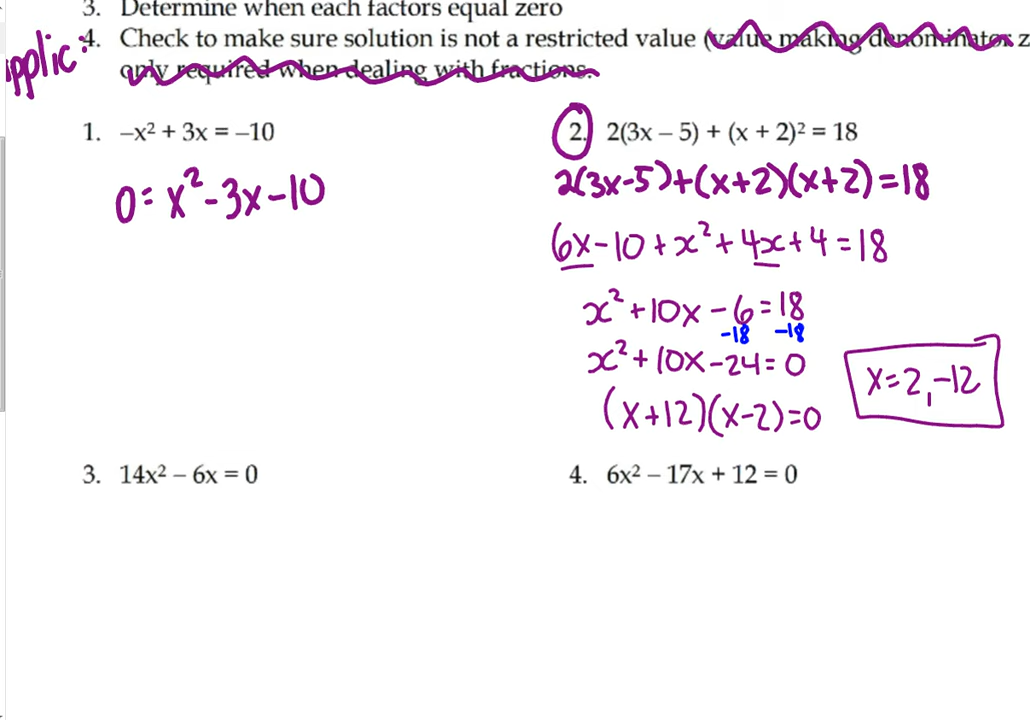 3. Determine when each factors equal zero
4. Check to make sure solution is not a restricted value (value making denominator z
only required when dealing with fractions.
pplic:
1. –x² + 3x = –10
0 = x² - 3x - 10
2. 2(3x – 5) + (x + 2)² = 18
2(3x-5)+(x+2)(x+2)=18
6x-10+x²+4x+4=18
x²+10x-6=18
-18 -18
x²+10x-24=0
(x+12)(x-2)=0
x=2,-12
3. 14x² – 6x = 0
4. 6x² – 17x + 12 = 0